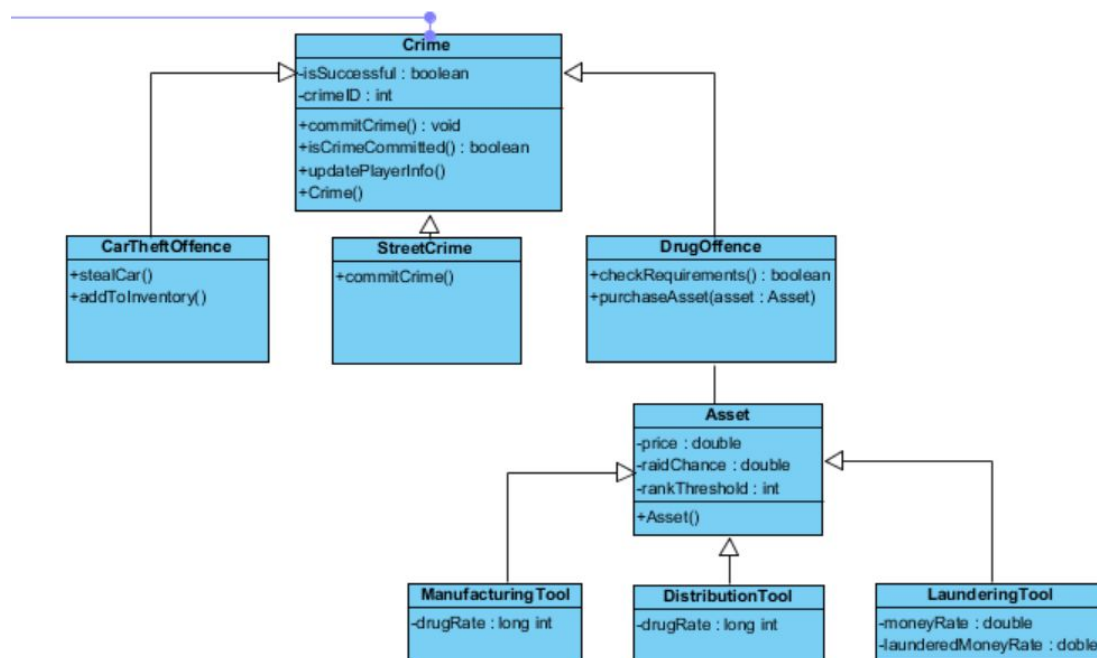 Crime
-isSuccessful : boolean
-crimeID : int
+commitCrime() : void
+isCrimeCommitted() : boolean
+updatePlayerInfo()
+Crime()
CarTheftOffence
+stealCar()
+addToInventory()
StreetCrime
+commitCrime()
DrugOffence
+checkRequirements() : boolean
+purchaseAsset(asset : Asset)
Asset
-price : double
-raidChance : double
-rankThreshold : int
+Asset()
ManufacturingTool
-drugRate : long int
DistributionTool
-drugRate : long int
LaunderingTool
-moneyRate : double
-launderedMoneyRate : doble